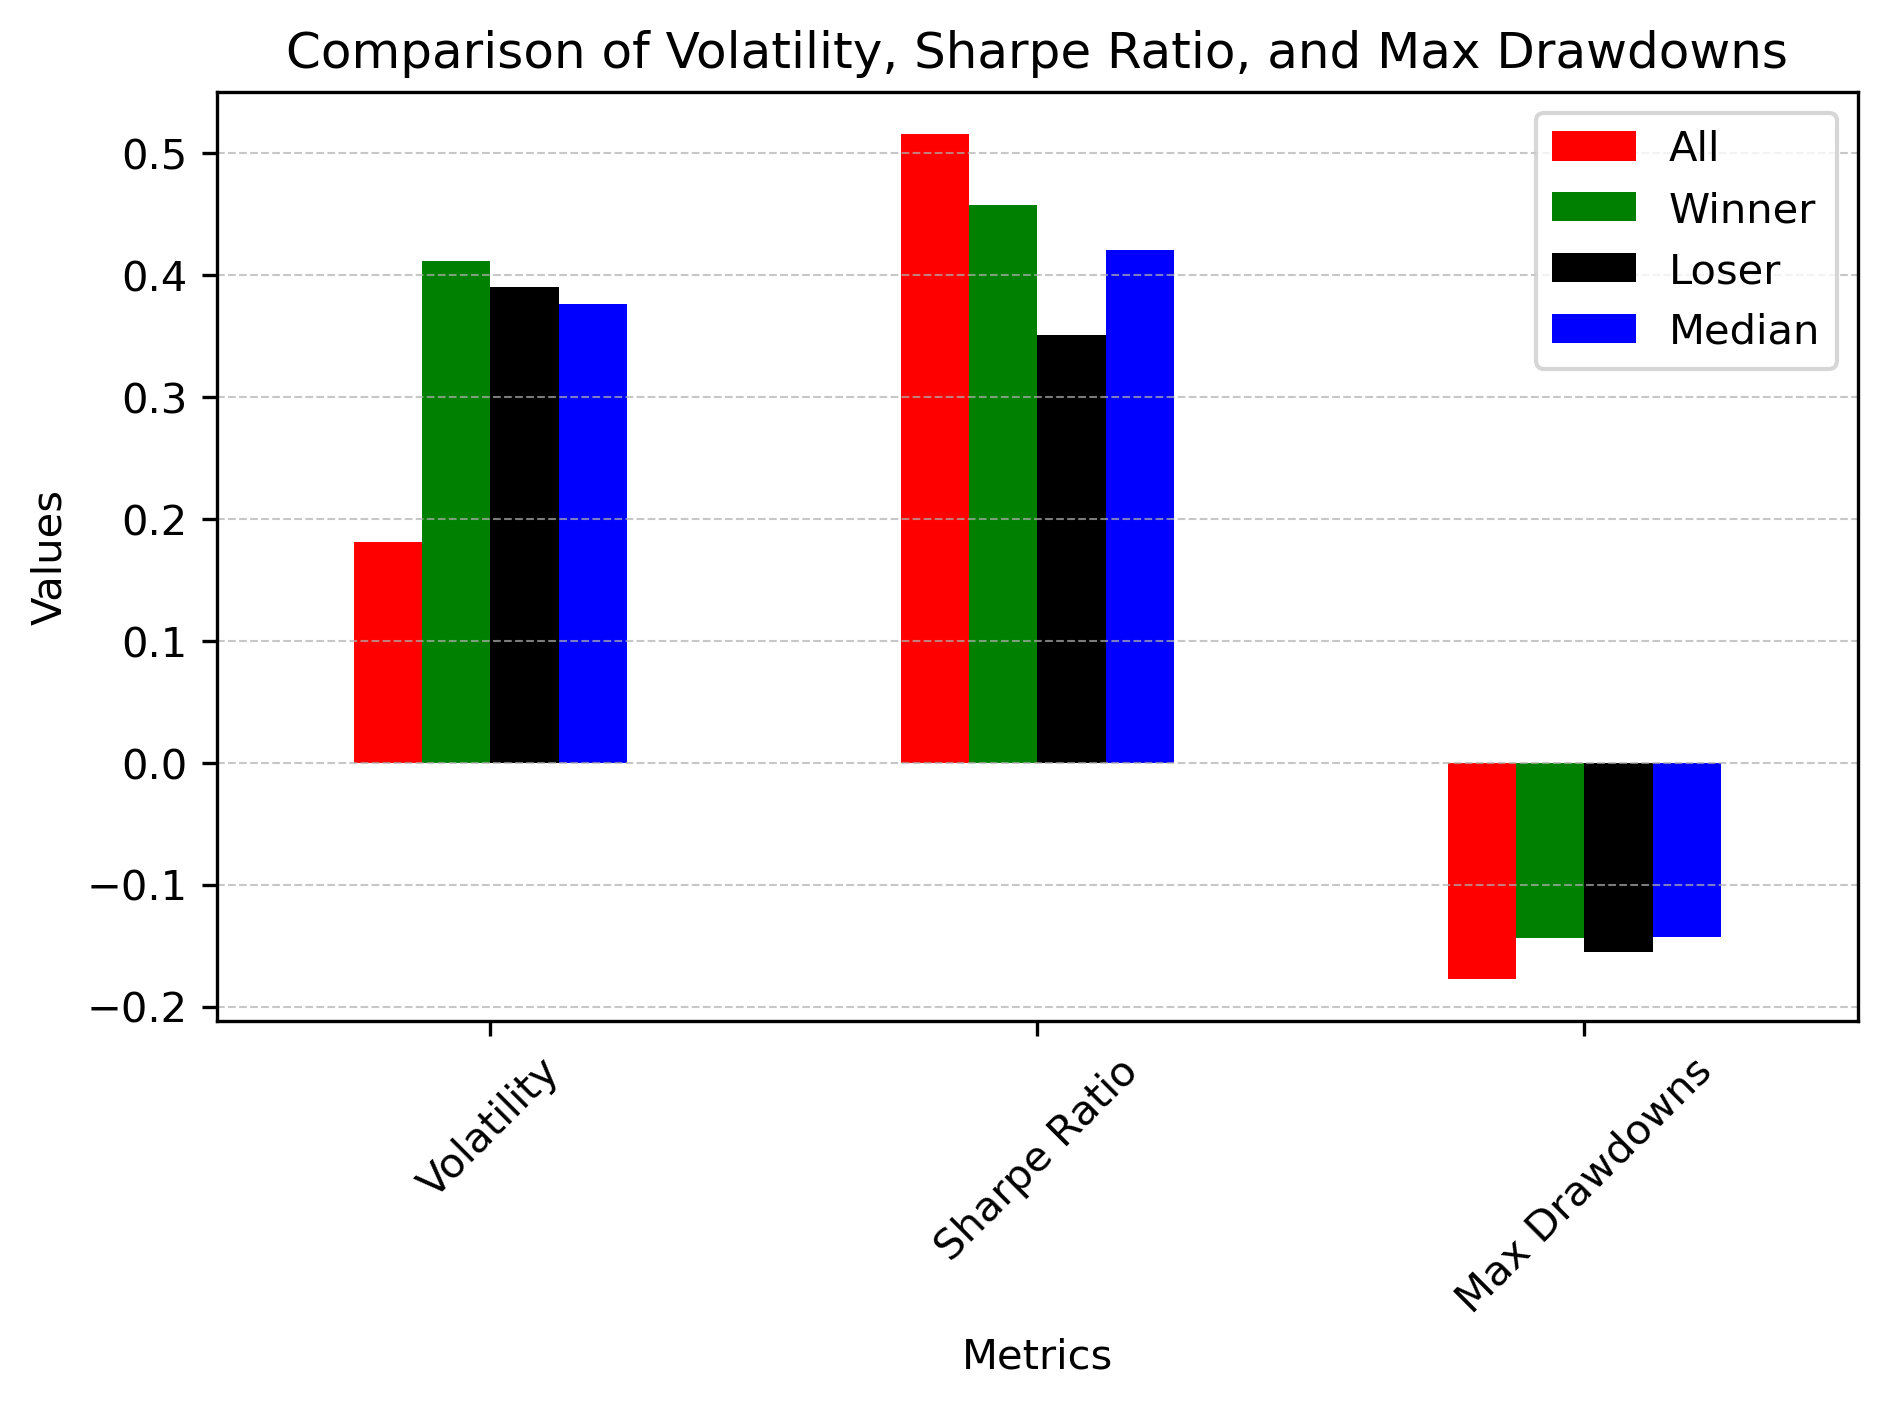 Comparison of Volatility, Sharpe Ratio, and Max Drawdowns
All
Winner
Loser
Median
Values
0.5
0.4
0.3
0.2
0.1
0.0
−0.1
−0.2
Volatility
Sharpe Ratio
Max Drawdowns
Metrics